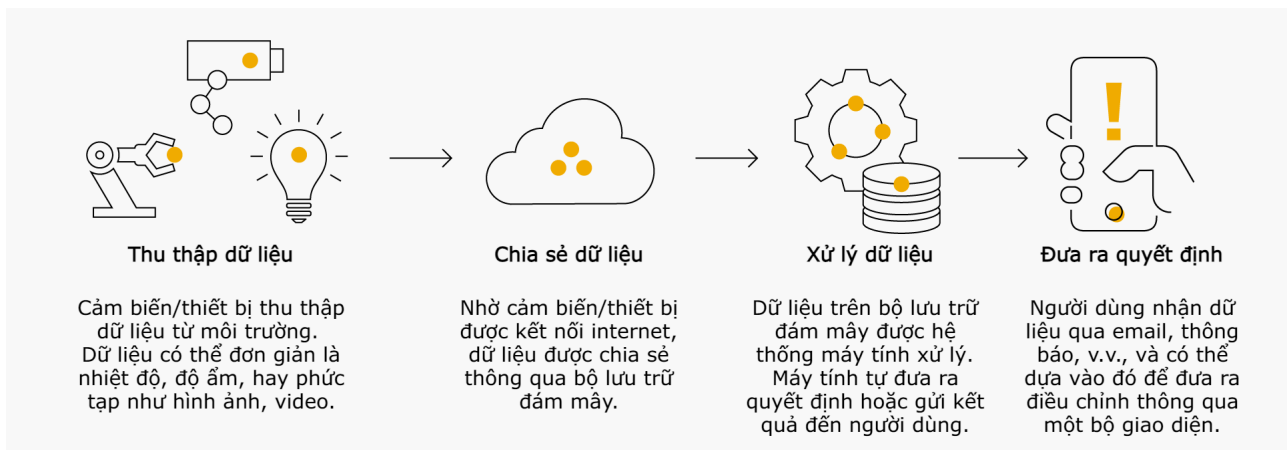 Thu thập dữ liệu
Cảm biến/thiết bị thu thập
dữ liệu từ môi trường.
Dữ liệu có thể đơn giản là
nhiệt độ, độ ẩm, hay phức
tạp như hình ảnh, video.
Chia sẻ dữ liệu
Nhờ cảm biến/thiết bị
được kết nối internet,
dữ liệu được chia sẻ
thông qua bộ lưu trữ
đám mây.
Xử lý dữ liệu
Dữ liệu trên bộ lưu trữ
đám mây được hệ
thống máy tính xử lý.
Máy tính tự đưa ra
quyết định hoặc gửi kết
quả đến người dùng.
Đưa ra quyết định
Người dùng nhận dữ
liệu qua email, thông
báo, v.v., và có thể
dựa vào đó để đưa ra
điều chỉnh thông qua
một bộ giao diện.